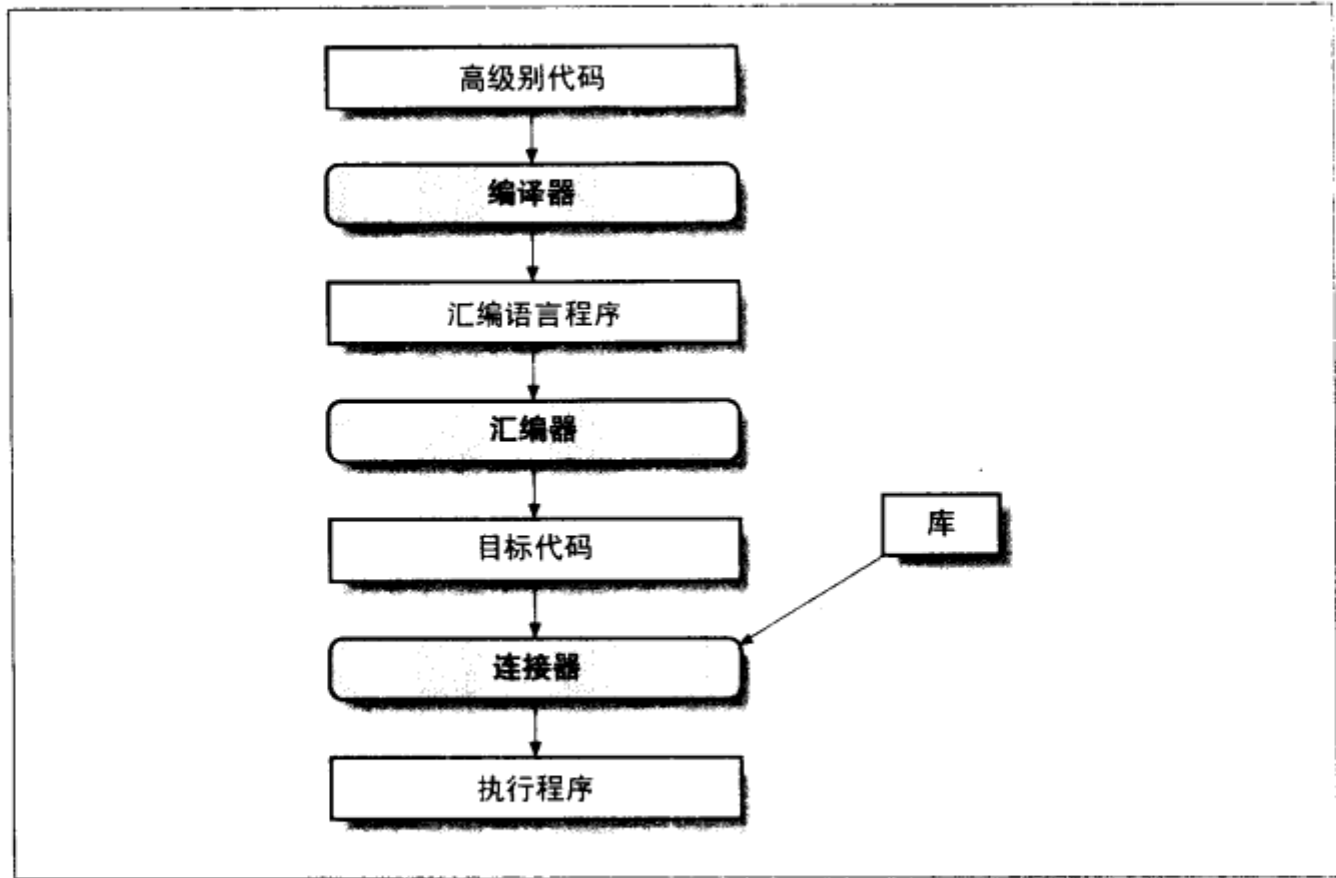 高级别代码
编译器
汇编语言程序
汇编器
目标代码
库
连接器
执行程序